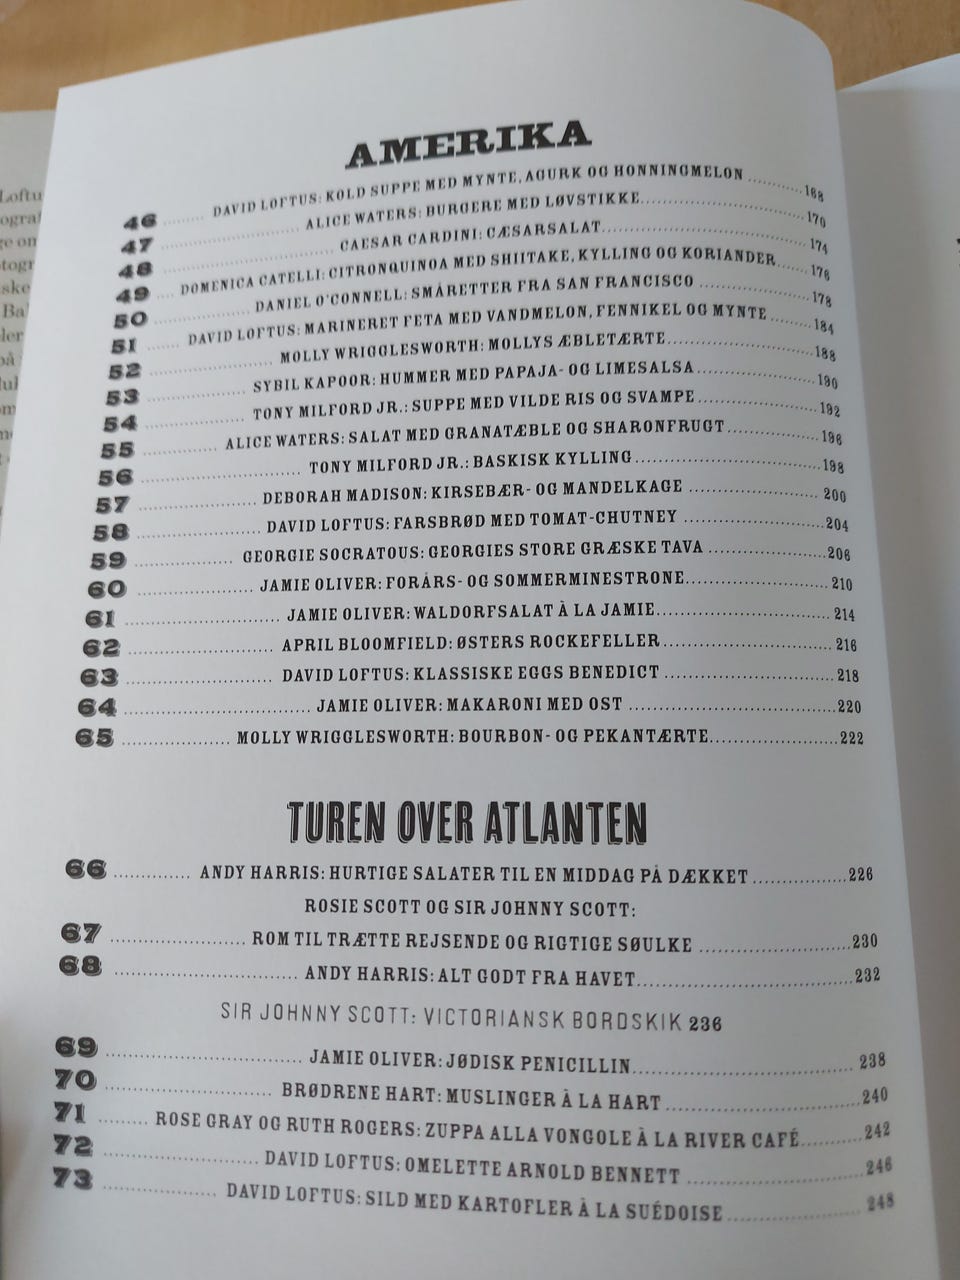 AMERIKA
46 ........ DAVID LOFTUS: KOLD SUPPE MED MYNTE, AGURK OG HONNINGMELON .......... 168
47 ........ ALICE WATERS: BURGERE MED LØVSTIKKE .......... 170
48 ........ CAESAR CARDINI: CÆSARSALAT .......... 174
49 .... DOMENICA CATELLI: CITRONQUINOA MED SHIITAKE, KYLLING OG KORIANDER ...... 176
50 ........ DANIEL O'CONNELL: SMÅRETTER FRA SAN FRANCISCO .......... 178
51 ....... DAVID LOFTUS: MARINERET FETA MED VANDMELON, FENNIKEL OG MYNTE ........ 184
52 ........ MOLLY WRIGGLESWORTH: MOLLYS ÆBLETÆRTE .......... 188
53 ........ SYBIL KAPOOR: HUMMER MED PAPAJA- OG LIMESALSA .......... 190
54 ........ TONY MILFORD JR.: SUPPE MED VILDE RIS OG SVAMPE .......... 192
55 ........ ALICE WATERS: SALAT MED GRANATÆBLE OG SHARONFRUGT .......... 196
56 ........ TONY MILFORD JR.: BASKISK KYLLING .......... 198
57 ........ DEBORAH MADISON: KIRSEBÆR- OG MANDELKAGE .......... 200
58 ........ DAVID LOFTUS: FARSBRØD MED TOMAT-CHUTNEY .......... 204
59 ........ GEORGIE SOCRATOUS: GEORGIES STORE GRÆSKE TAVA .......... 206
60 ........ JAMIE OLIVER: FORÅRS- OG SOMMERMINESTRONE .......... 210
61 ........ JAMIE OLIVER: WALDORFSALAT À LA JAMIE .......... 214
62 ........ APRIL BLOOMFIELD: ØSTERS ROCKEFELLER .......... 216
63 ........ DAVID LOFTUS: KLASSISKE EGGS BENEDICT .......... 218
64 ........ JAMIE OLIVER: MAKARONI MED OST .......... 220
65 ........ MOLLY WRIGGLESWORTH: BOURBON- OG PEKANTÆRTE .......... 222
TUREN OVER ATLANTEN
66 ........ ANDY HARRIS: HURTIGE SALATER TIL EN MIDDAG PÅ DÆKKET .......... 226
ROSIE SCOTT OG SIR JOHNNY SCOTT:
67 ........ ROM TIL TRÆTTE REJSENDE OG RIGTIGE SØULKE .......... 230
68 ........ ANDY HARRIS: ALT GODT FRA HAVET .......... 232
SIR JOHNNY SCOTT: VICTORIANSK BORDSKIK 236
69 ........ JAMIE OLIVER: JØDISK PENICILLIN .......... 238
70 ........ BRØDRENE HART: MUSLINGER À LA HART .......... 240
71 ........ ROSE GRAY OG RUTH ROGERS: ZUPPA ALLA VONGOLE À LA RIVER CAFÉ .......... 242
72 ........ DAVID LOFTUS: OMELETTE ARNOLD BENNETT .......... 246
73 ........ DAVID LOFTUS: SILD MED KARTOFLER À LA SUÉDOISE .......... 248